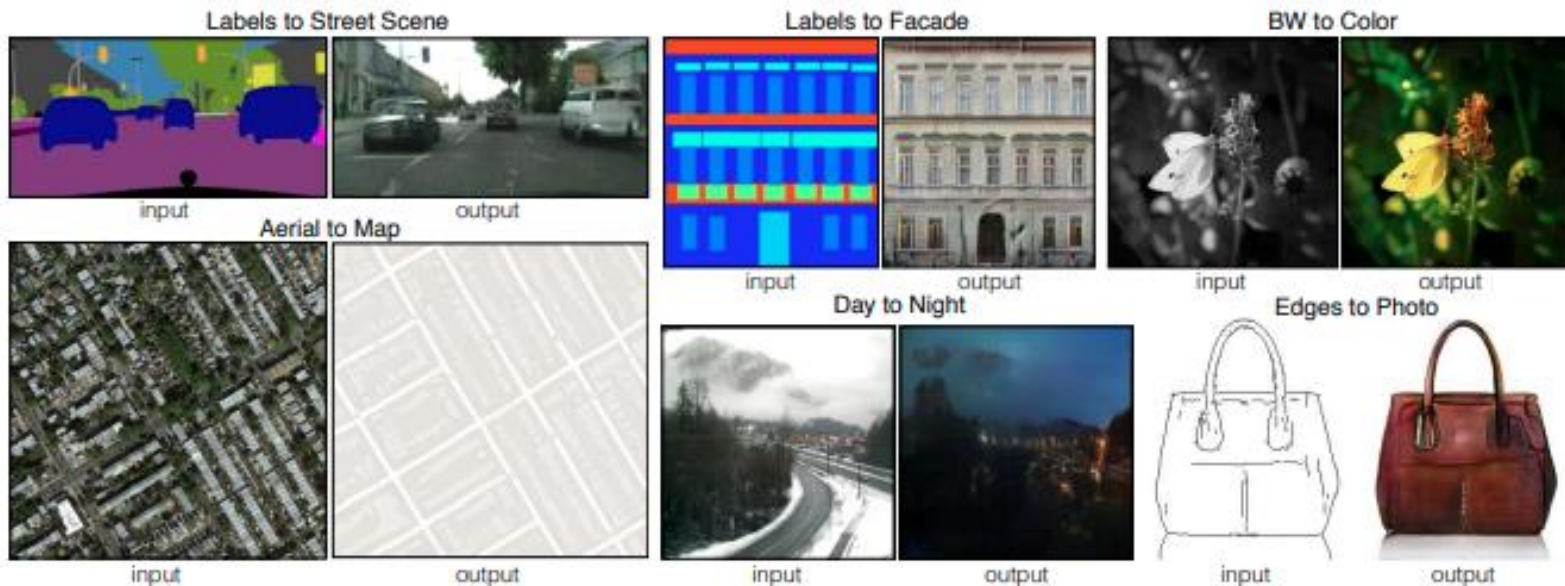 Labels to Street Scene
input
output
Aerial to Map
input
output
Labels to Facade
input
output
BW to Color
input
output
Day to Night
input
output
Edges to Photo
input
output